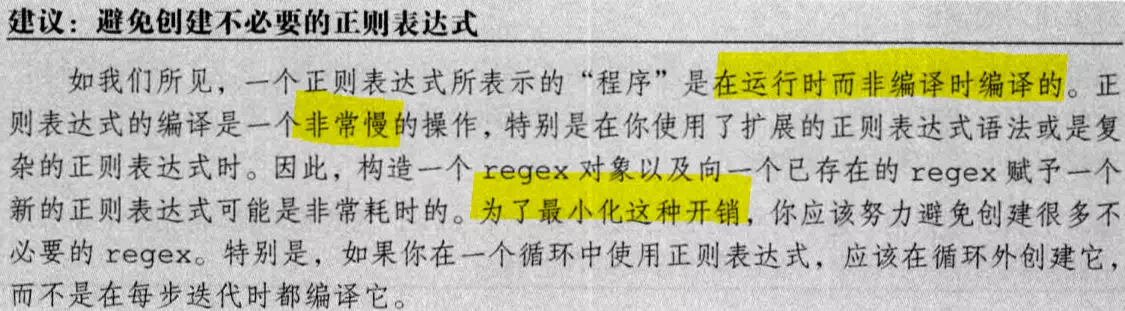 建议：避免创建不必要的正则表达式
如我们所见，一个正则表达式所表示的“程序”是在运行时而非编译时编译的。正
则表达式的编译是一个非常慢的操作，特别是在你使用了扩展的正则表达式语法或是复
杂的正则表达式时。因此，构造一个 regex 对象以及向一个已存在的 regex 赋予一个
新的正则表达式可能是非常耗时的。为了最小化这种开销，你应该努力避免创建很多不
必要的 regex。特别是，如果你在一个循环中使用正则表达式，应该在循环外创建它，
而不是在每步迭代时都编译它。